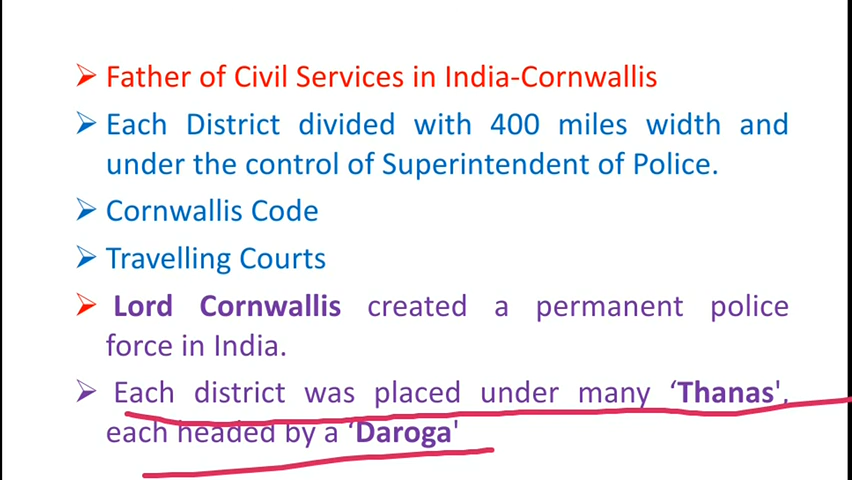 ➢ Father of Civil Services in India-Cornwallis
➢ Each District divided with 400 miles width and
under the control of Superintendent of Police.
➢ Cornwallis Code
➢ Travelling Courts
➢ Lord Cornwallis created a permanent police
force in India.
➢ Each district was placed under many ‘Thanas',
each headed by a ‘Daroga'